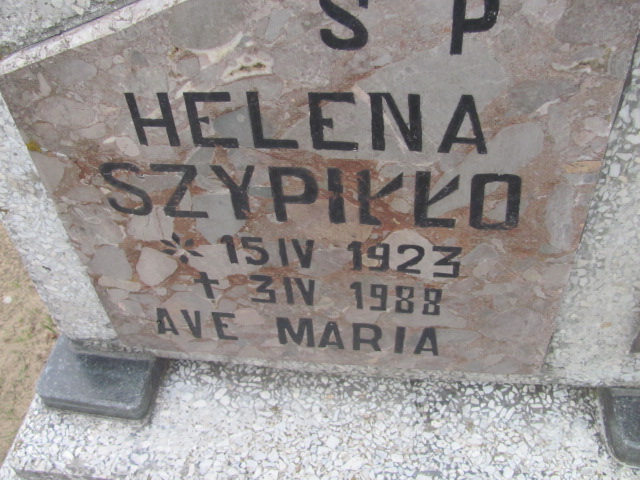 S P
HELENA
SZYPIŁŁO
* 15 IV 1923
† 3 IV 1988
AVE MARIA